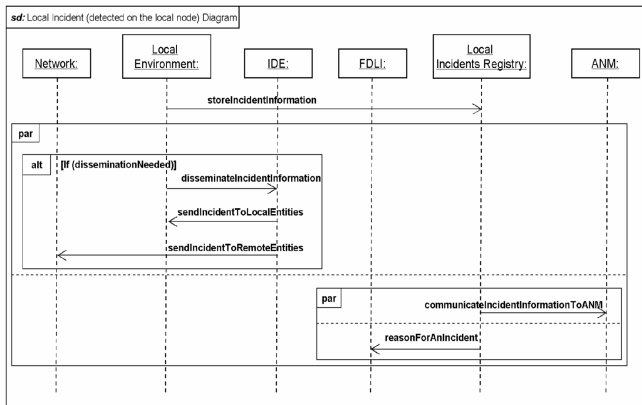 sd: Local Incident (detected on the local node) Diagram
Network:
Local
Environment:
IDE:
FDLI:
Local
Incidents Registry:
ANM:
storeIncidentInformation
par
alt
[If (disseminationNeeded)]
disseminateIncidentInformation
sendIncidentToLocalEntities
sendIncidentToRemoteEntities
par
communicateIncidentInformationToANM
reasonForAnIncident